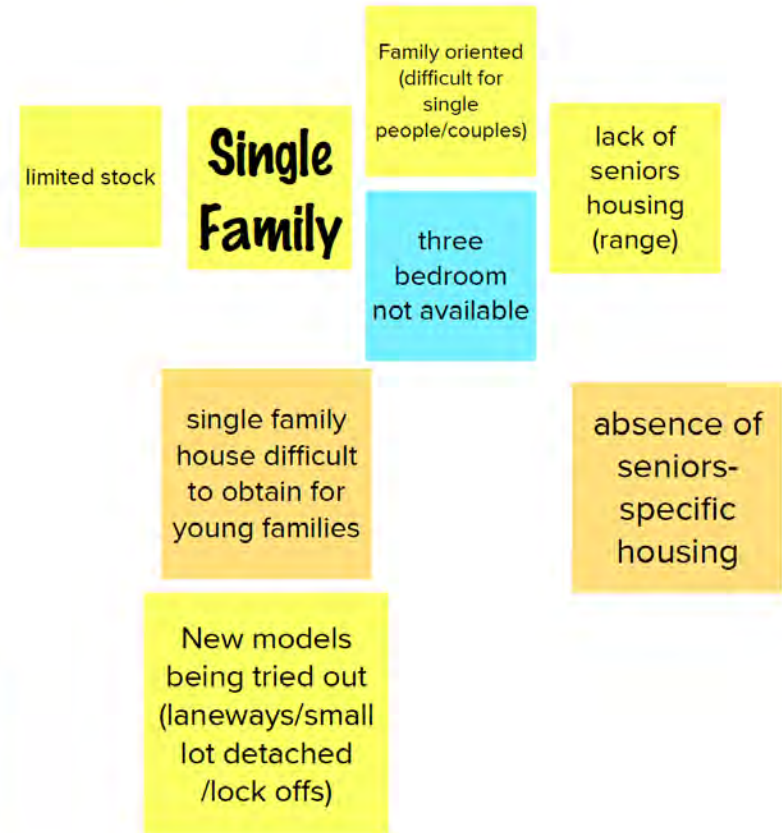 limited stock
Single
Family
Family oriented
(difficult for
single
people/couples)
three
bedroom
not available
lack of
seniors
housing
(range)
single family
house difficult
to obtain for
young families
absence of
seniors-
specific
housing
New models
being tried out
(laneways/small
lot detached
/lock offs)